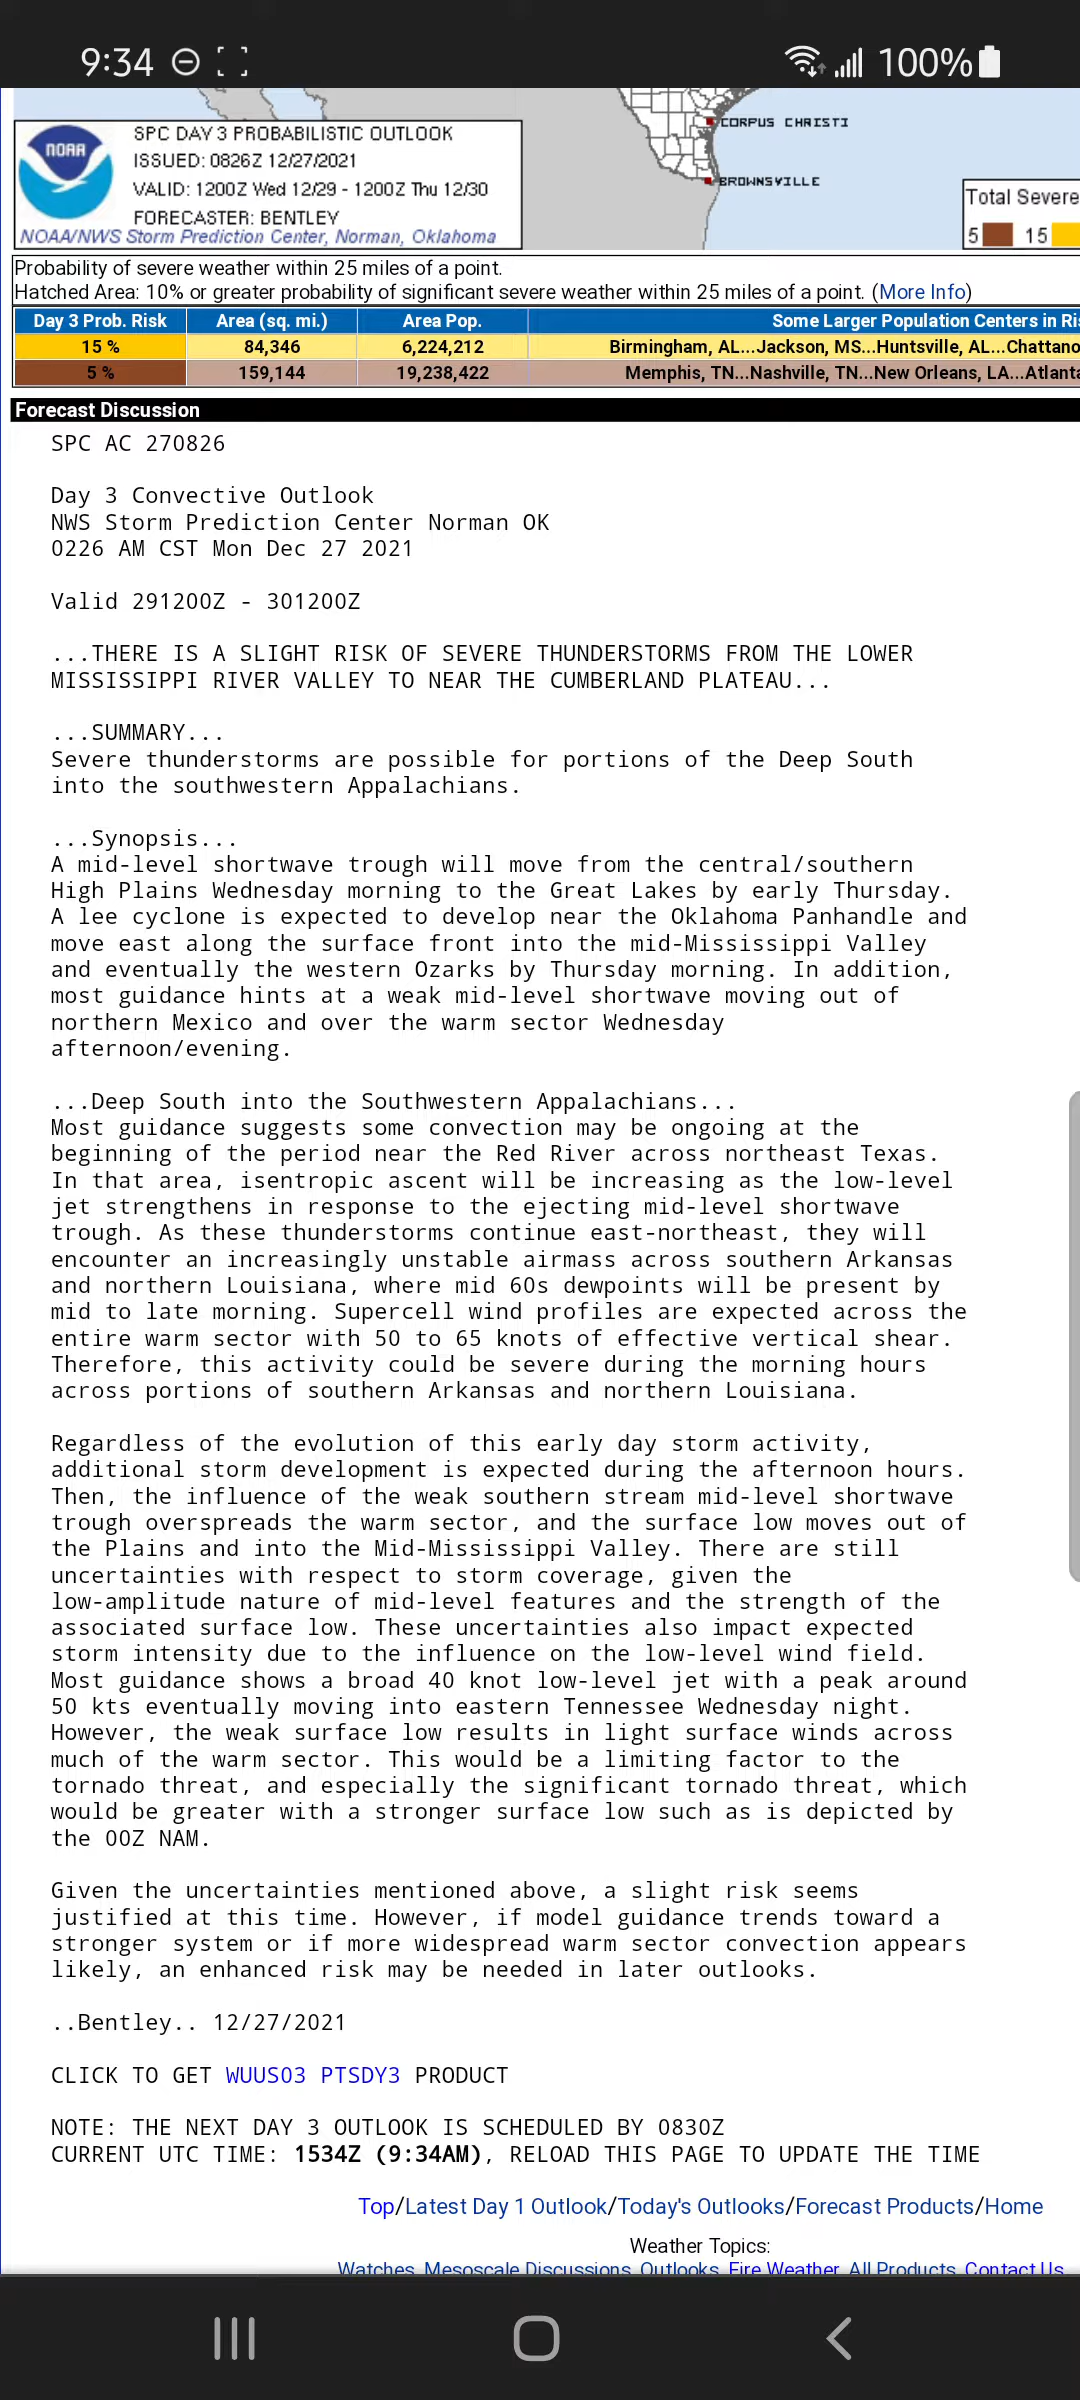 9:34 100%
CORPUS CHRISTI
NOAA
SPC DAY 3 PROBABILISTIC OUTLOOK
ISSUED: 0826Z 12/27/2021
VALID: 1200Z Wed 12/29 - 1200Z Thu 12/30
FORECASTER: BENTLEY
NOAA/NWS Storm Prediction Center, Norman, Oklahoma
BROWNSVILLE
Total Severe
5 15
Probability of severe weather within 25 miles of a point.
Hatched Area: 10% or greater probability of significant severe weather within 25 miles of a point. (More Info)
Day 3 Prob. Risk Area (sq. mi.) Area Pop. Some Larger Population Centers in Ris
15 % 84,346 6,224,212 Birmingham, AL...Jackson, MS...Huntsville, AL...Chattano
5 % 159,144 19,238,422 Memphis, TN...Nashville, TN...New Orleans, LA...Atlanta
Forecast Discussion
SPC AC 270826
Day 3 Convective Outlook
NWS Storm Prediction Center Norman OK
0226 AM CST Mon Dec 27 2021
Valid 291200Z - 301200Z
...THERE IS A SLIGHT RISK OF SEVERE THUNDERSTORMS FROM THE LOWER
MISSISSIPPI RIVER VALLEY TO NEAR THE CUMBERLAND PLATEAU...
...SUMMARY...
Severe thunderstorms are possible for portions of the Deep South
into the southwestern Appalachians.
...Synopsis...
A mid-level shortwave trough will move from the central/southern
High Plains Wednesday morning to the Great Lakes by early Thursday.
A lee cyclone is expected to develop near the Oklahoma Panhandle and
move east along the surface front into the mid-Mississippi Valley
and eventually the western Ozarks by Thursday morning. In addition,
most guidance hints at a weak mid-level shortwave moving out of
northern Mexico and over the warm sector Wednesday
afternoon/evening.
...Deep South into the Southwestern Appalachians...
Most guidance suggests some convection may be ongoing at the
beginning of the period near the Red River across northeast Texas.
In that area, isentropic ascent will be increasing as the low-level
jet strengthens in response to the ejecting mid-level shortwave
trough. As these thunderstorms continue east-northeast, they will
encounter an increasingly unstable airmass across southern Arkansas
and northern Louisiana, where mid 60s dewpoints will be present by
mid to late morning. Supercell wind profiles are expected across the
entire warm sector with 50 to 65 knots of effective vertical shear.
Therefore, this activity could be severe during the morning hours
across portions of southern Arkansas and northern Louisiana.
Regardless of the evolution of this early day storm activity,
additional storm development is expected during the afternoon hours.
Then, the influence of the weak southern stream mid-level shortwave
trough overspreads the warm sector, and the surface low moves out of
the Plains and into the Mid-Mississippi Valley. There are still
uncertainties with respect to storm coverage, given the
low-amplitude nature of mid-level features and the strength of the
associated surface low. These uncertainties also impact expected
storm intensity due to the influence on the low-level wind field.
Most guidance shows a broad 40 knot low-level jet with a peak around
50 kts eventually moving into eastern Tennessee Wednesday night.
However, the weak surface low results in light surface winds across
much of the warm sector. This would be a limiting factor to the
tornado threat, and especially the significant tornado threat, which
would be greater with a stronger surface low such as is depicted by
the 00Z NAM.
Given the uncertainties mentioned above, a slight risk seems
justified at this time. However, if model guidance trends toward a
stronger system or if more widespread warm sector convection appears
likely, an enhanced risk may be needed in later outlooks.
..Bentley.. 12/27/2021
CLICK TO GET WUUS03 PTSDY3 PRODUCT
NOTE: THE NEXT DAY 3 OUTLOOK IS SCHEDULED BY 0830Z
CURRENT UTC TIME: 1534Z (9:34AM), RELOAD THIS PAGE TO UPDATE THE TIME
Top/Latest Day 1 Outlook/Today's Outlooks/Forecast Products/Home
Weather Topics:
Watches, Mesoscale Discussions, Outlooks, Fire Weather, All Products, Contact Us